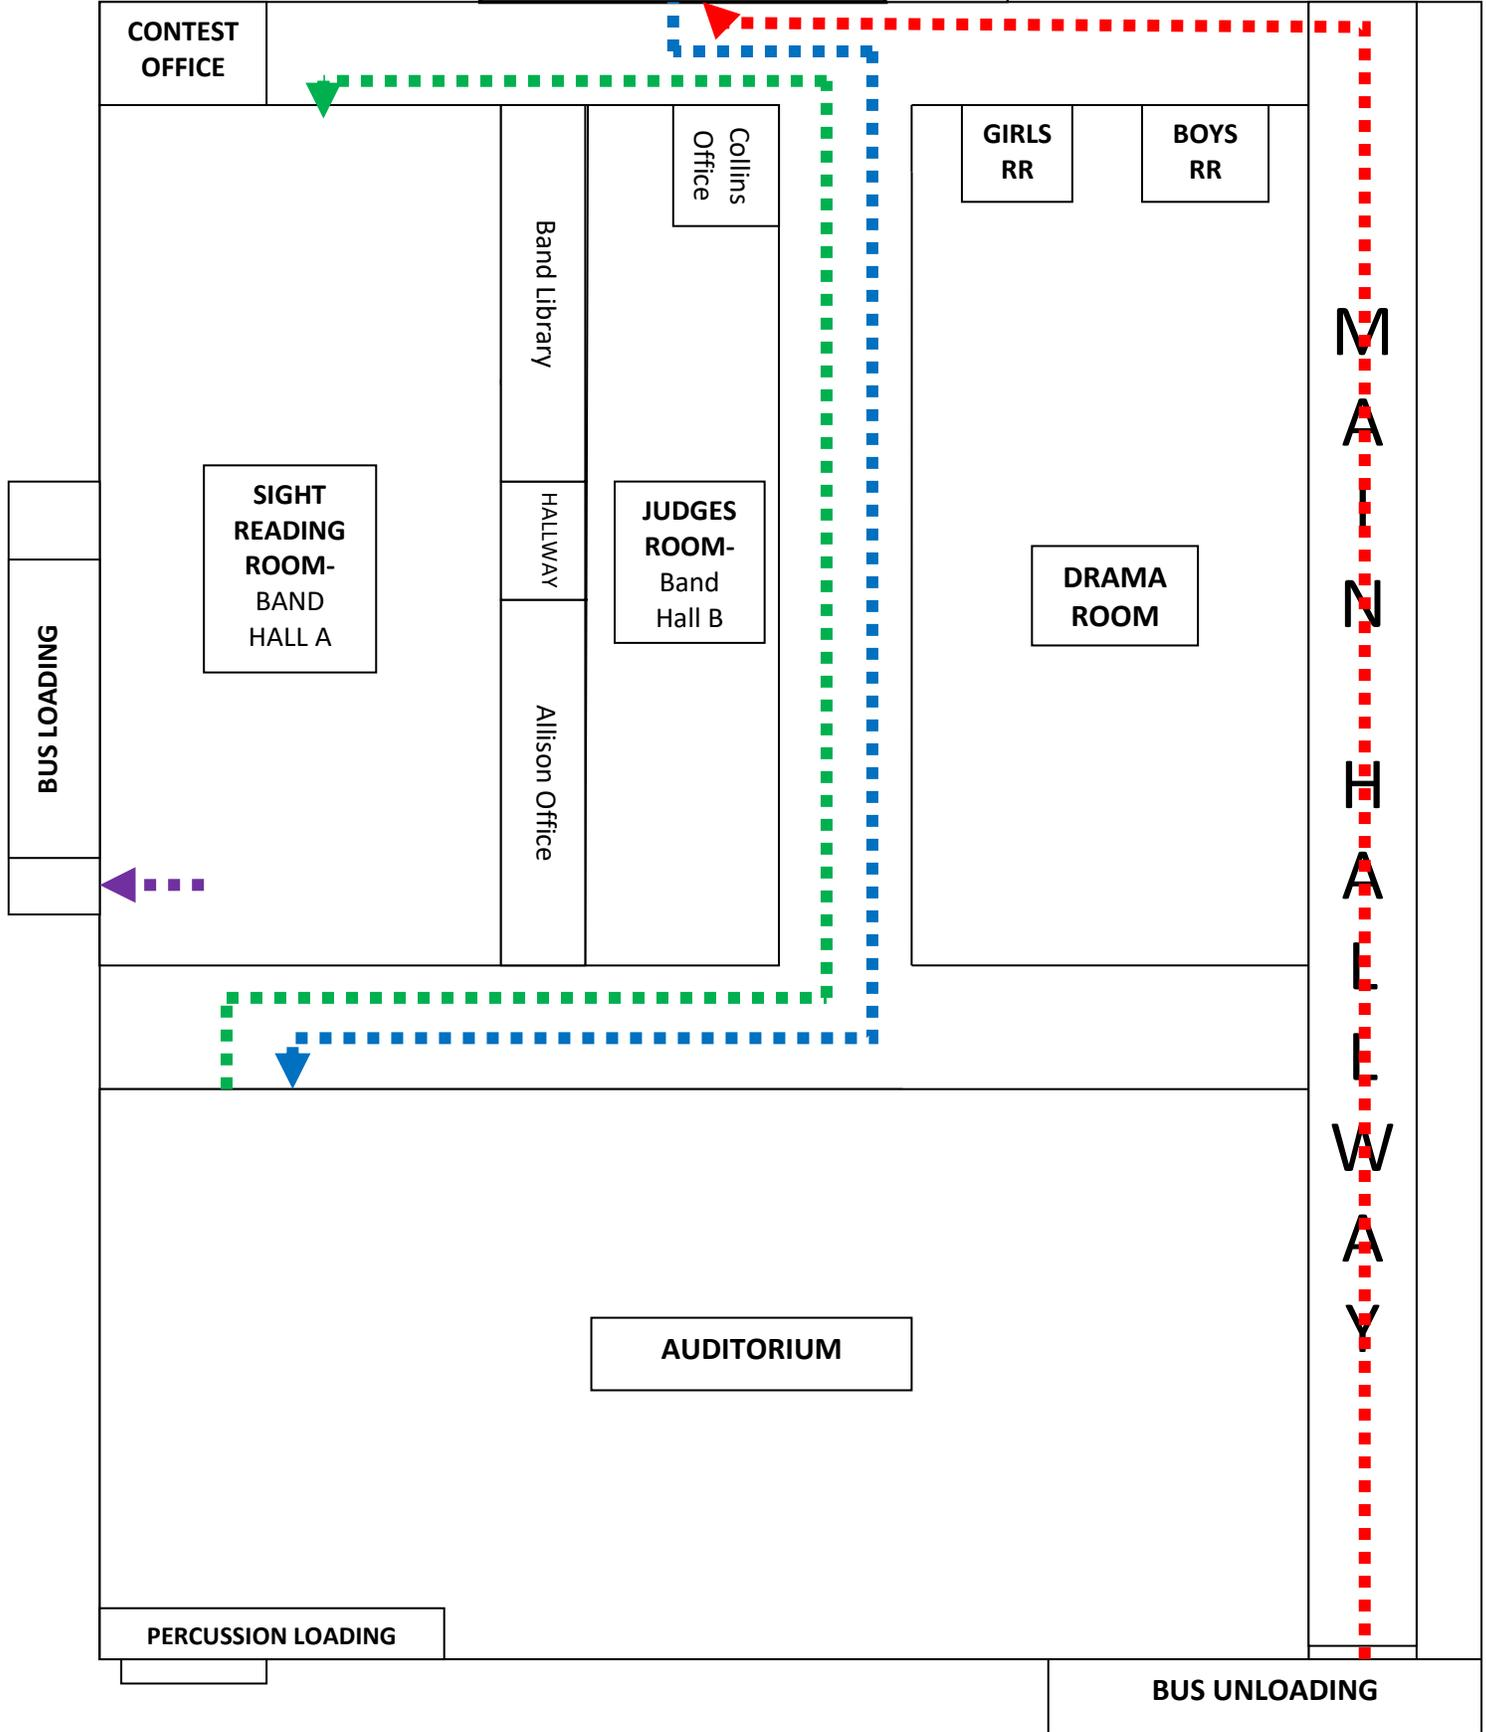 CONTEST
OFFICE
Collins
Office
GIRLS
RR
BOYS
RR
Band Library
SIGHT
READING
ROOM-
BAND
HALL A
HALLWAY
JUDGES
ROOM-
Band
Hall B
DRAMA
ROOM
BUS LOADING
Allison Office
M
A
I
N
H
A
L
L
W
A
Y
AUDITORIUM
PERCUSSION LOADING
BUS UNLOADING